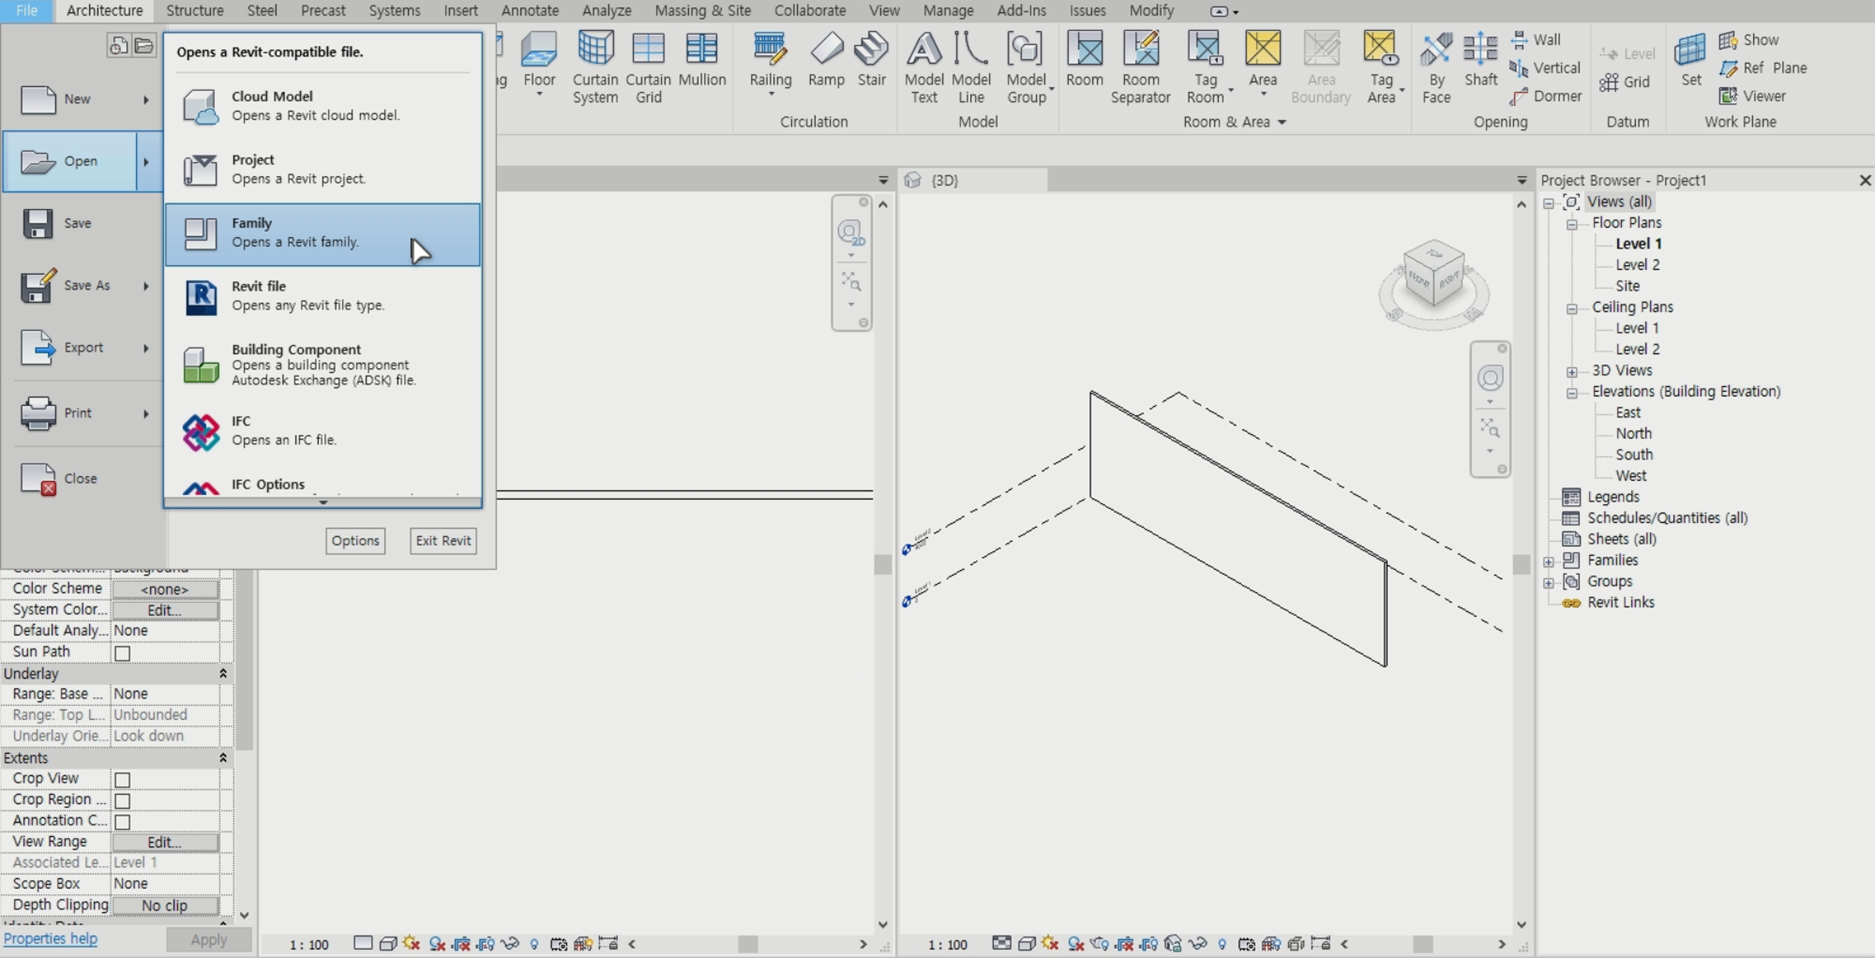 File
Architecture
Structure
Steel
Precast
Systems
Insert
Annotate
Analyze
Massing & Site
Collaborate
View
Manage
Add-Ins
Issues
Modify
Opens a Revit-compatible file.
New
Open
Save
Save As
Export
Print
Close
Cloud Model
Opens a Revit cloud model.
Project
Opens a Revit project.
Family
Opens a Revit family.
Revit file
Opens any Revit file type.
Building Component
Opens a building component
Autodesk Exchange (ADSK) file.
IFC
Opens an IFC file.
IFC Options
Options
Exit Revit
Floor
Curtain
System
Curtain
Grid
Mullion
Railing
Ramp
Stair
Circulation
Model
Text
Model
Line
Model
Group
Model
Room
Room
Separator
Tag
Room
Area
Area
Boundary
Tag
Area
Room & Area
By
Face
Shaft
Wall
Vertical
Dormer
Opening
Level
Grid
Datum
Set
Show
Ref Plane
Viewer
Work Plane
Color Scheme <none>
System Color... Edit...
Default Analy... None
Sun Path
Underlay
Range: Base ... None
Range: Top L... Unbounded
Underlay Orie... Look down
Extents
Crop View
Crop Region ...
Annotation C...
View Range Edit...
Associated Le... Level 1
Scope Box None
Depth Clipping No clip
Properties help
Apply
2D
1 : 100
{3D}
TOP
FRONT
RIGHT
1 : 100
Project Browser - Project1
Views (all)
Floor Plans
Level 1
Level 2
Site
Ceiling Plans
Level 1
Level 2
3D Views
Elevations (Building Elevation)
East
North
South
West
Legends
Schedules/Quantities (all)
Sheets (all)
Families
Groups
Revit Links